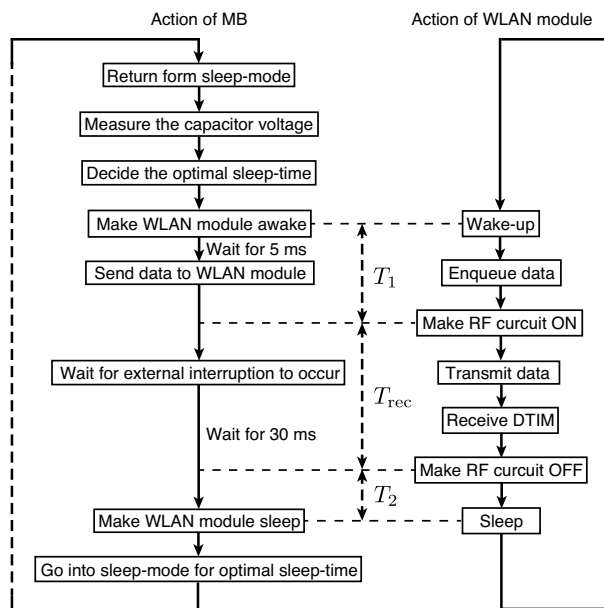 Action of MB
Action of WLAN module
Return form sleep-mode
Measure the capacitor voltage
Decide the optimal sleep-time
Make WLAN module awake
Wake-up
Wait for 5 ms
Send data to WLAN module
Enqueue data
T1
Make RF curcuit ON
Wait for external interruption to occur
Transmit data
Trec
Receive DTIM
Wait for 30 ms
Make RF curcuit OFF
T2
Make WLAN module sleep
Sleep
Go into sleep-mode for optimal sleep-time